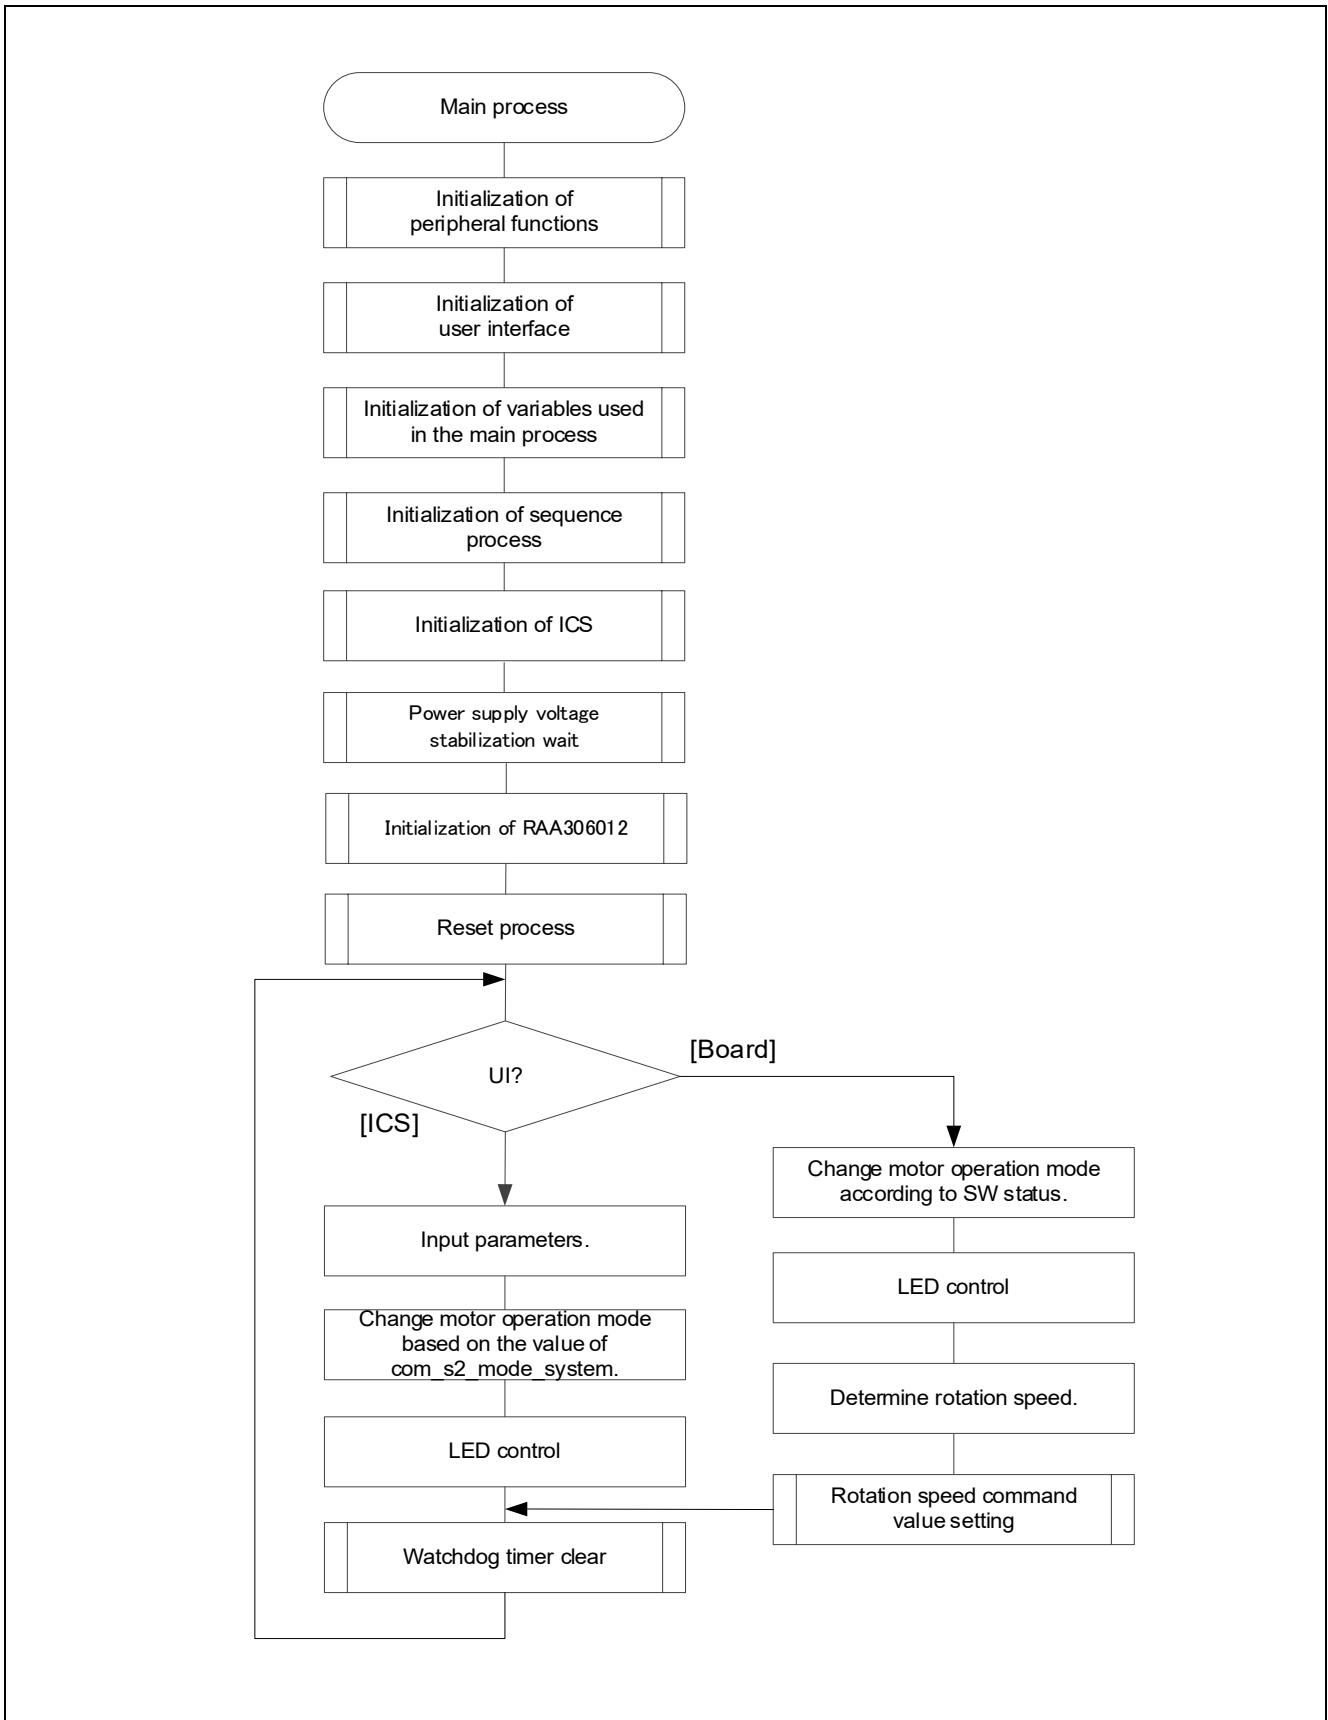 Main process
Initialization of
peripheral functions
Initialization of
user interface
Initialization of variables used
in the main process
Initialization of sequence
process
Initialization of ICS
Power supply voltage
stabilization wait
Initialization of RAA306012
Reset process
UI?
[Board]
[ICS]
Input parameters.
Change motor operation mode
based on the value of
com_s2_mode_system.
LED control
Change motor operation mode
according to SW status.
LED control
Determine rotation speed.
Rotation speed command
value setting
Watchdog timer clear